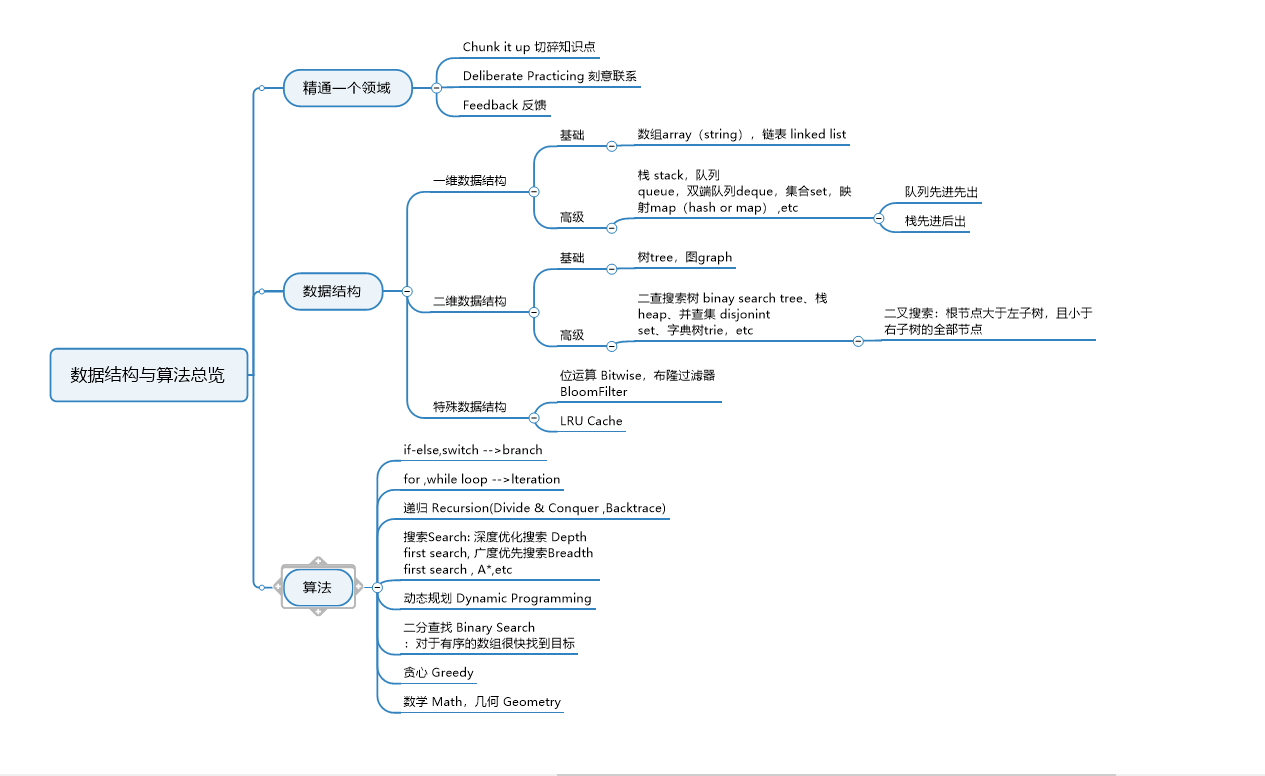 数据结构与算法总览
精通一个领域
Chunk it up 切碎知识点
Deliberate Practicing 刻意联系
Feedback 反馈
数据结构
一维数据结构
基础
数组array（string），链表 linked list
高级
栈 stack，队列
queue，双端队列deque，集合set，映
射map（hash or map） ,etc
队列先进先出
栈先进后出
二维数据结构
基础
树tree，图graph
高级
二查搜索树 binay search tree、栈
heap、并查集 disjonint
set、字典树trie，etc
二叉搜索：根节点大于左子树，且小于
右子树的全部节点
特殊数据结构
位运算 Bitwise，布隆过滤器
BloomFilter
LRU Cache
算法
if-else,switch -->branch
for ,while loop -->lteration
递归 Recursion(Divide & Conquer ,Backtrace)
搜索Search: 深度优化搜索 Depth
first search, 广度优先搜索Breadth
first search , A*,etc
动态规划 Dynamic Programming
二分查找 Binary Search
：对于有序的数组很快找到目标
贪心 Greedy
数学 Math，几何 Geometry